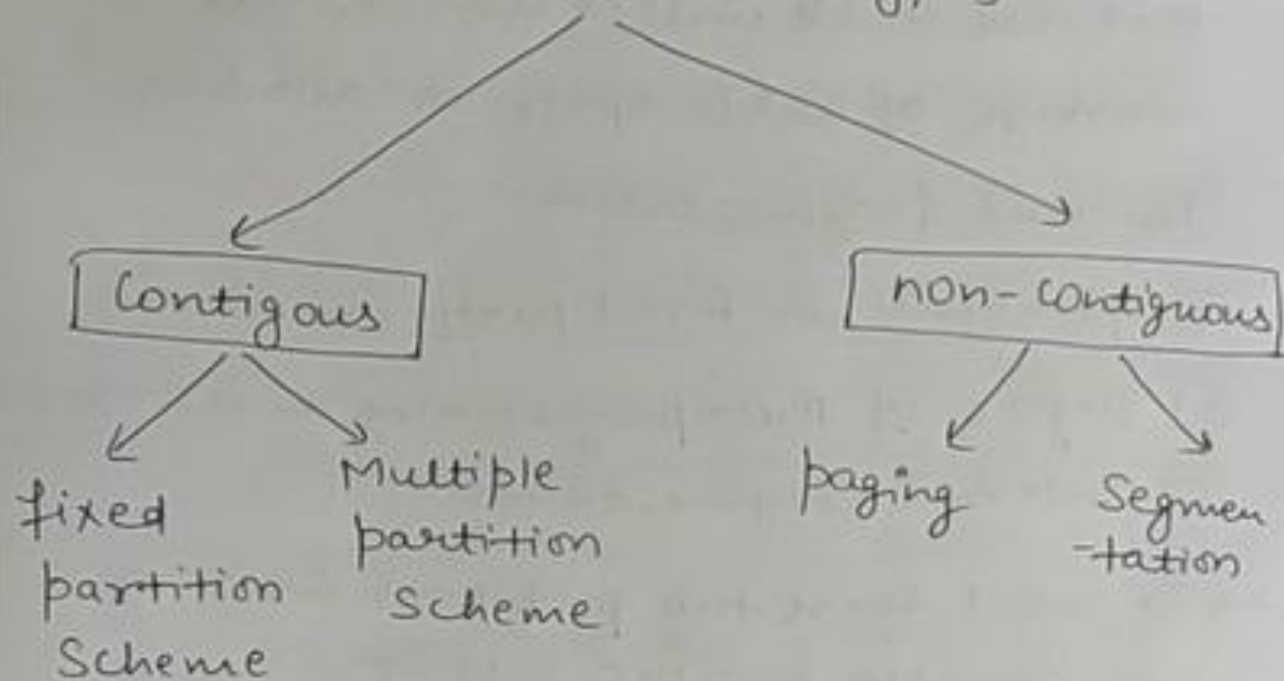 Contigous
non-contiguous
fixed
partition
Scheme
Multiple
partition
Scheme
paging
Segmen
-tation